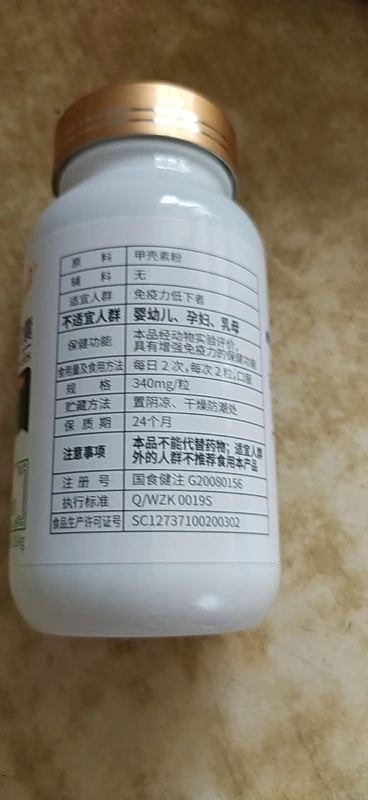 原料 甲壳素粉
辅料 无
适宜人群 免疫力低下者
不适宜人群 婴幼儿、孕妇、乳母
保健功能 本品经动物实验评价,
具有增强免疫力的保健功能
食用量及食用方法 每日2次,每次2粒,口服
规格 340mg/粒
贮藏方法 置阴凉、干燥防潮处
保质期 24个月
注意事项 本品不能代替药物;适宜人群
外的人群不推荐食用本产品
注册号 国食健注 G20080156
执行标准 Q/WZK 0019S
食品生产许可证号 SC12737100200302
囊